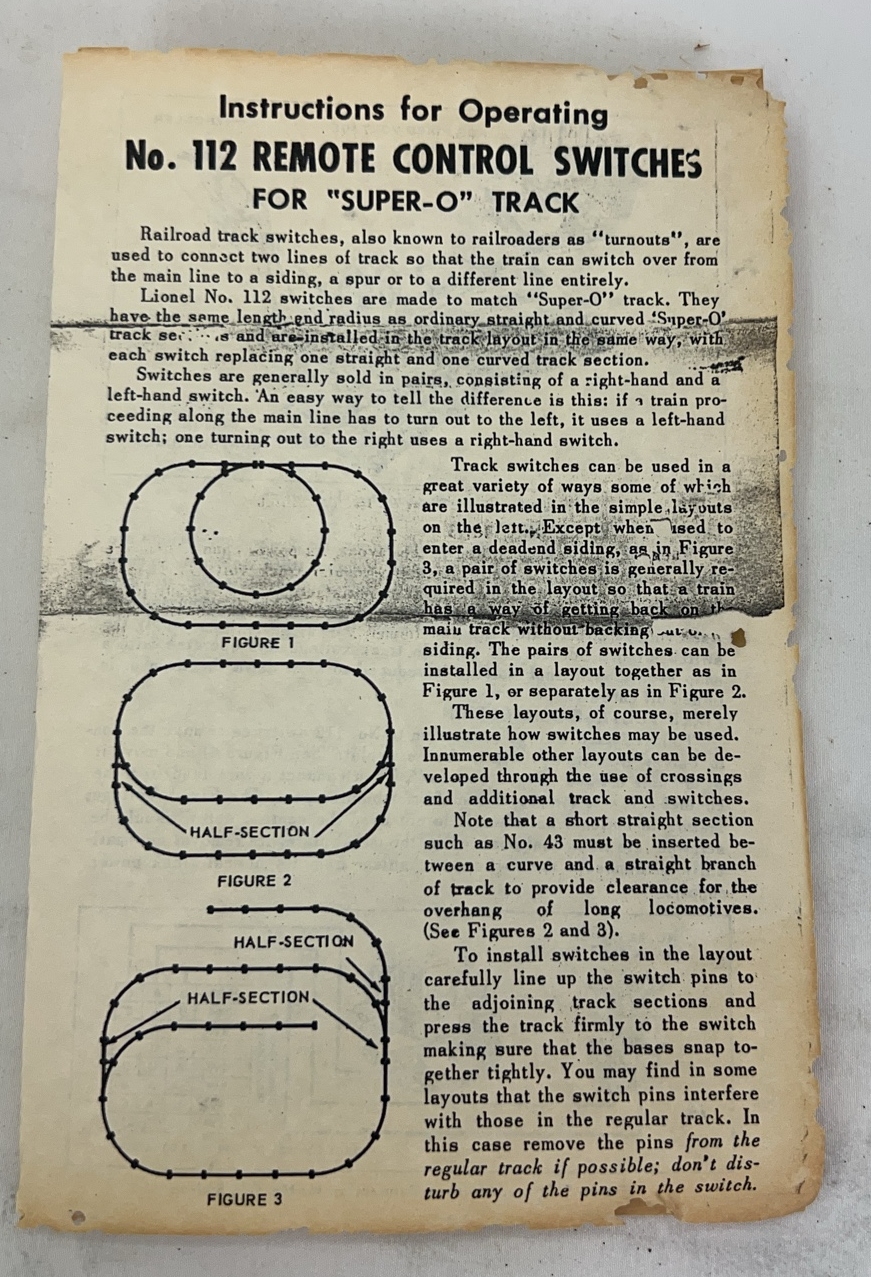 Instructions for Operating
No. 112 REMOTE CONTROL SWITCHES
FOR "SUPER-O" TRACK
Railroad track switches, also known to railroaders as "turnouts", are
used to connect two lines of track so that the train can switch over from
the main line to a siding, a spur or to a different line entirely.
Lionel No. 112 switches are made to match "Super-O" track. They
have the same length and radius as ordinary straight and curved 'Super-O'
track and are installed in the track layout in the same way, with
each switch replacing one straight and one curved track section.
Switches are generally sold in pairs, consisting of a right-hand and a
left-hand switch. An easy way to tell the difference is this: if a train pro-
ceeding along the main line has to turn out to the left, it uses a left-hand
switch; one turning out to the right uses a right-hand switch.
Track switches can be used in a
great variety of ways some of which
are illustrated in the simple layouts
on the left. Except when used to
enter a deadend siding, as in Figure
3, a pair of switches is generally re-
quired in the layout so that a train
has a way of getting back on the
main track without backing
siding. The pairs of switches can be
installed in a layout together as in
Figure 1, or separately as in Figure 2.
These layouts, of course, merely
illustrate how switches may be used.
Innumerable other layouts can be de-
veloped through the use of crossings
and additional track and switches.
Note that a short straight section
such as No. 43 must be inserted be-
tween a curve and a straight branch
of track to provide clearance for the
overhang of long locomotives.
(See Figures 2 and 3).
To install switches in the layout
carefully line up the switch pins to
the adjoining track sections and
press the track firmly to the switch
making sure that the bases snap to-
gether tightly. You may find in some
layouts that the switch pins interfere
with those in the regular track. In
this case remove the pins from the
regular track if possible; don't dis-
turb any of the pins in the switch.
FIGURE 1
HALF-SECTION
FIGURE 2
HALF-SECTION
HALF-SECTION
FIGURE 3